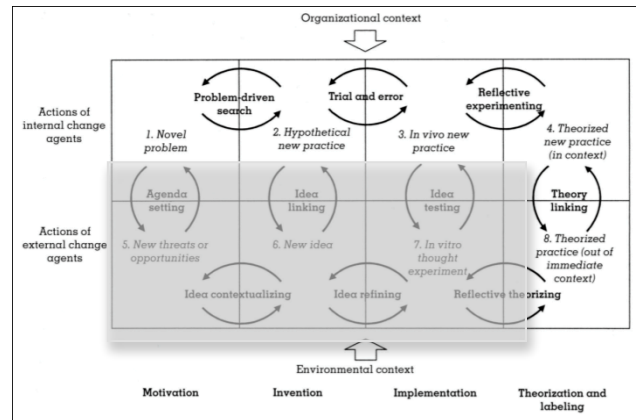 Organizational context
Problem-driven
search
Trial and error
Reflective
experimenting
Actions of
internal change
agents
1. Novel
problem
2. Hypothetical
new practice
3. In vivo new
practice
4. Theorized
new practice
(in context)
Agenda
setting
Idea
linking
Idea
testing
Theory
linking
Actions of
external change
agents
5. New threats or
opportunities
6. New idea
7. In vitro
thought
experiment
8. Theorized
practice (out of
immediate
context)
Idea contextualizing
Idea refining
Reflective theorizing
Environmental context
Motivation
Invention
Implementation
Theorization and
labeling